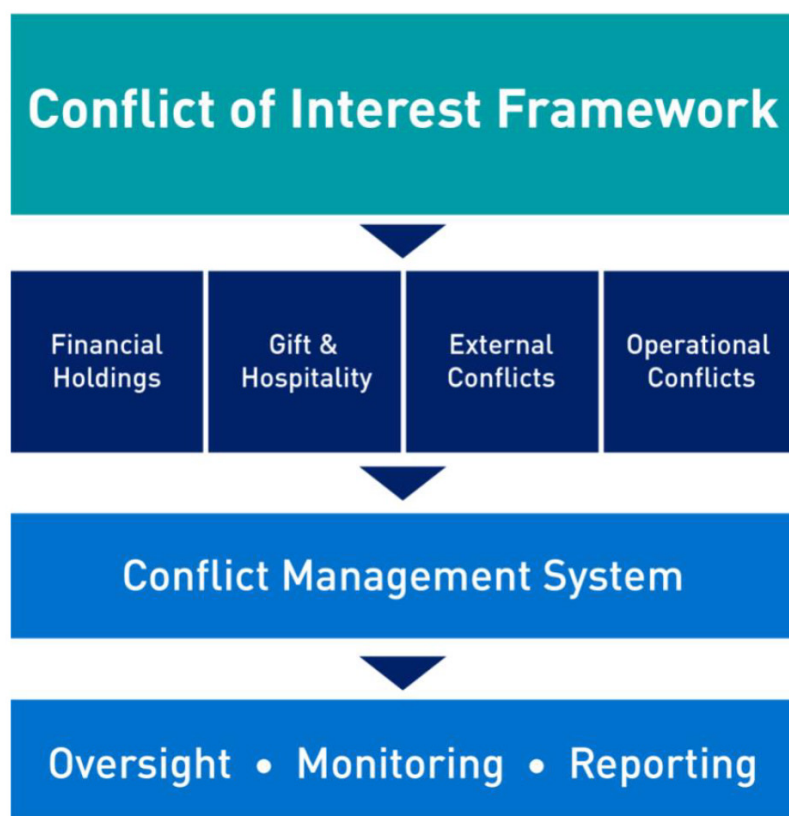 Conflict of Interest Framework
Financial
Holdings
Gift &
Hospitality
External
Conflicts
Operational
Conflicts
Conflict Management System
Oversight • Monitoring • Reporting